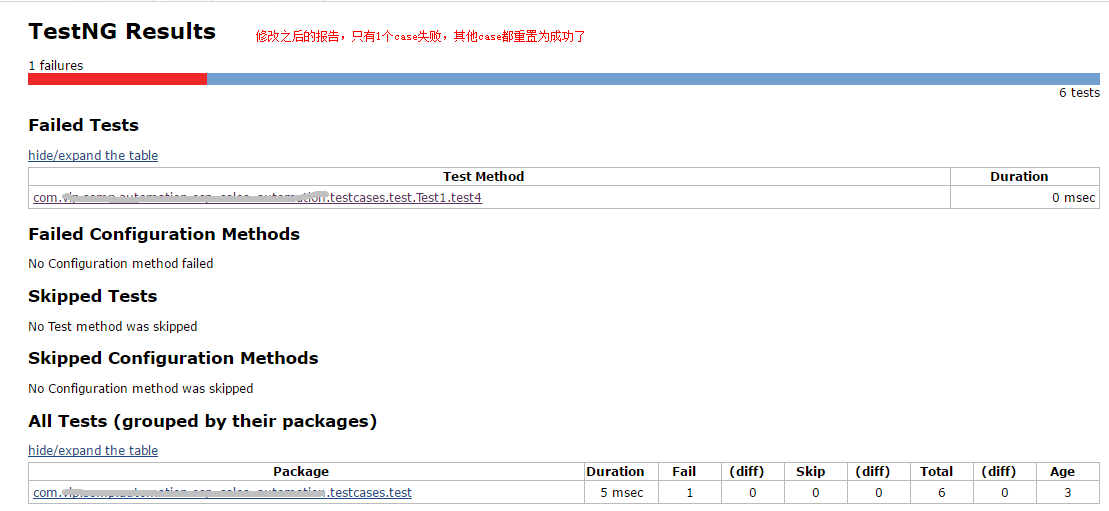 TestNG Results
修改之后的报告，只有1个case失败，其他case都重置为成功了
1 failures
6 tests
Failed Tests
hide/expand the table
Test Method Duration
com. .testcases.test.Test1.test4 0 msec
Failed Configuration Methods
No Configuration method failed
Skipped Tests
No Test method was skipped
Skipped Configuration Methods
No Configuration method was skipped
All Tests (grouped by their packages)
hide/expand the table
Package Duration Fail (diff) Skip (diff) Total (diff) Age
com. .testcases.test 5 msec 1 0 0 0 6 0 3